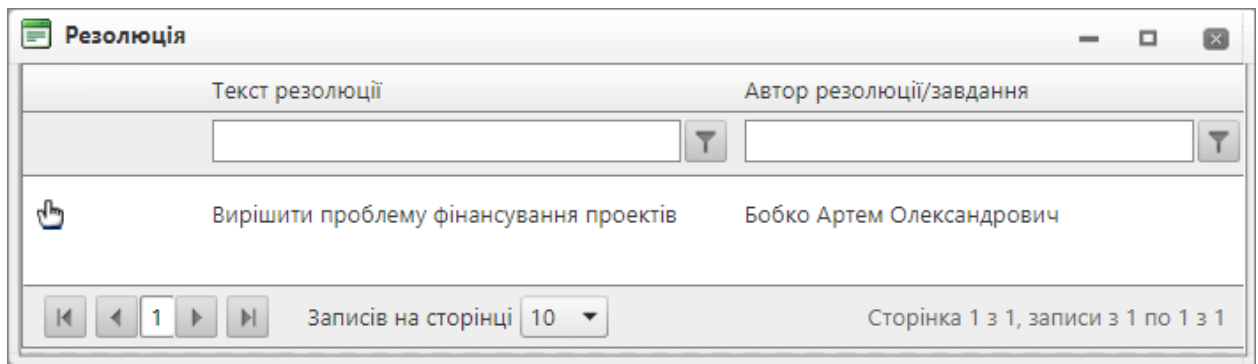 Резолюція
Текст резолюції Автор резолюції/завдання
Вирішити проблему фінансування проектів Бобко Артем Олександрович
1 Записів на сторінці 10 Сторінка 1 з 1, записи з 1 по 1 з 1